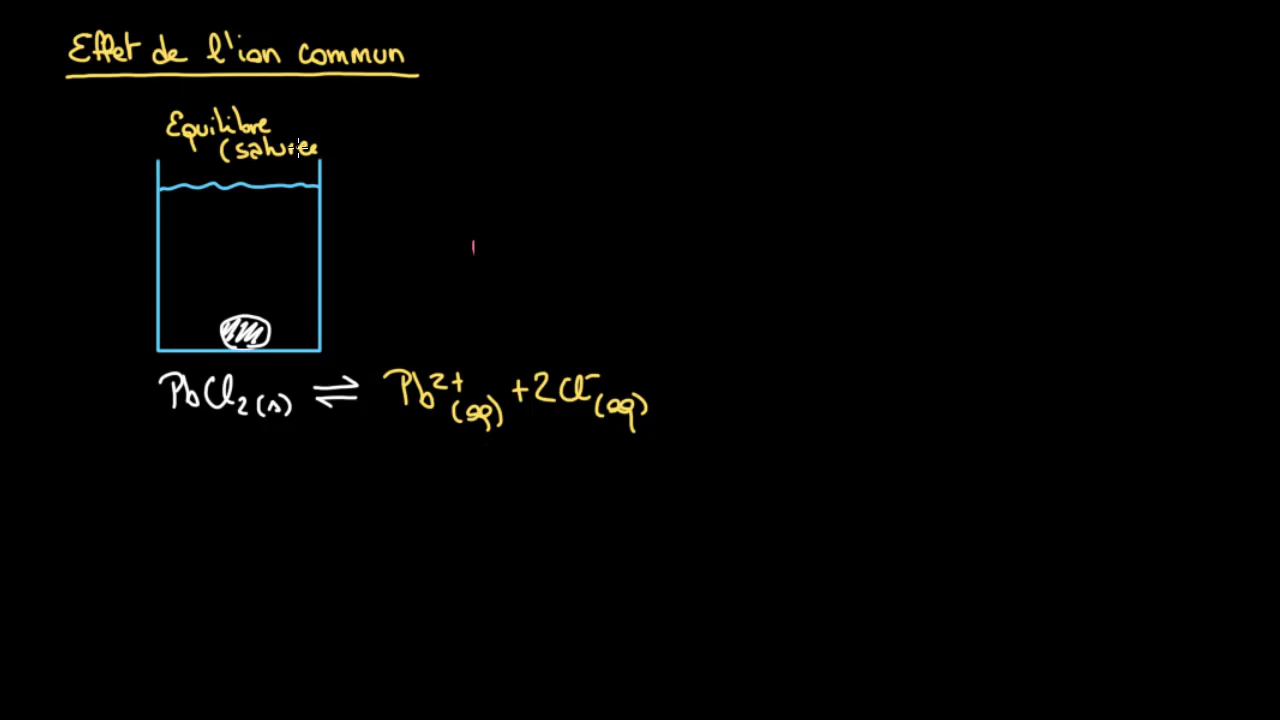 Effet de l'ion commun
Equilibre
(saturée
PbCl₂(s) ⇌ Pb²⁺(aq) + 2Cl⁻(aq)